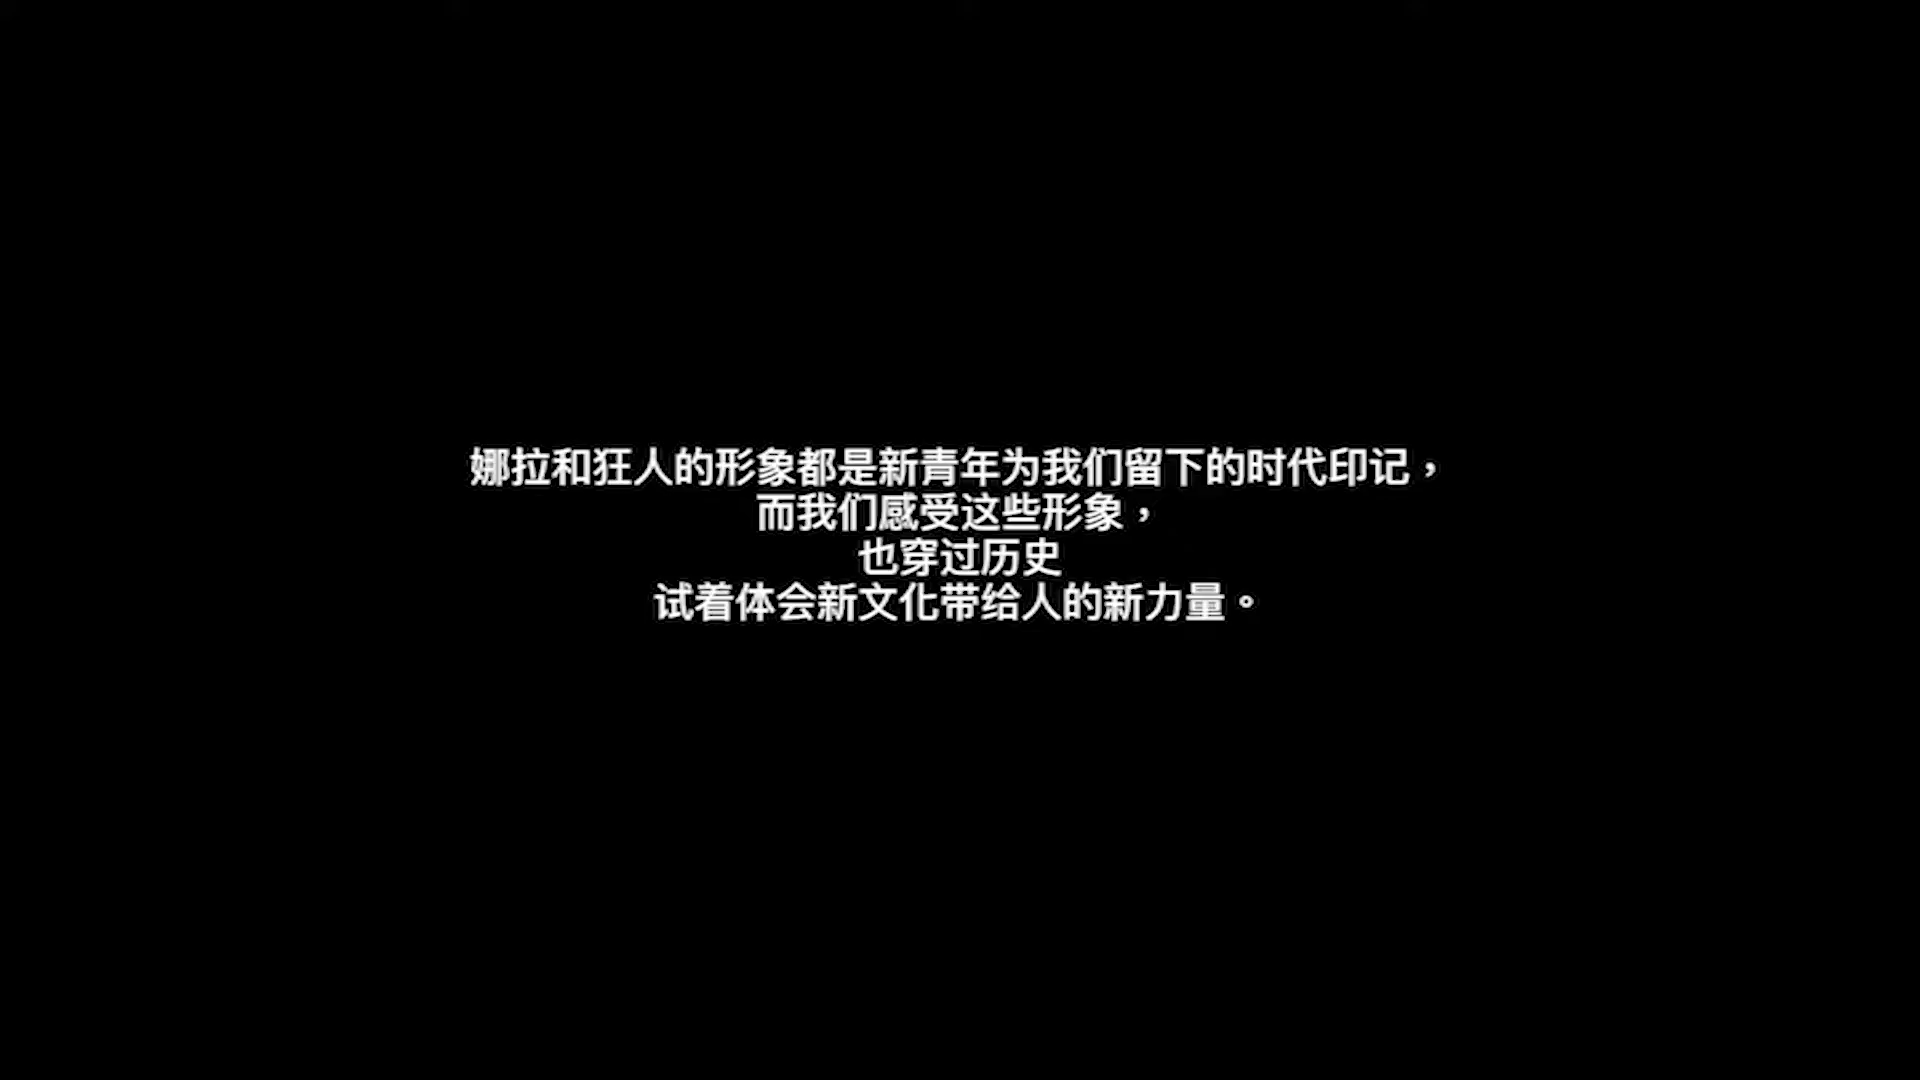 娜拉和狂人的形象都是新青年为我们留下的时代印记，
而我们感受这些形象，
也穿过历史
试着体会新文化带给人的新力量。